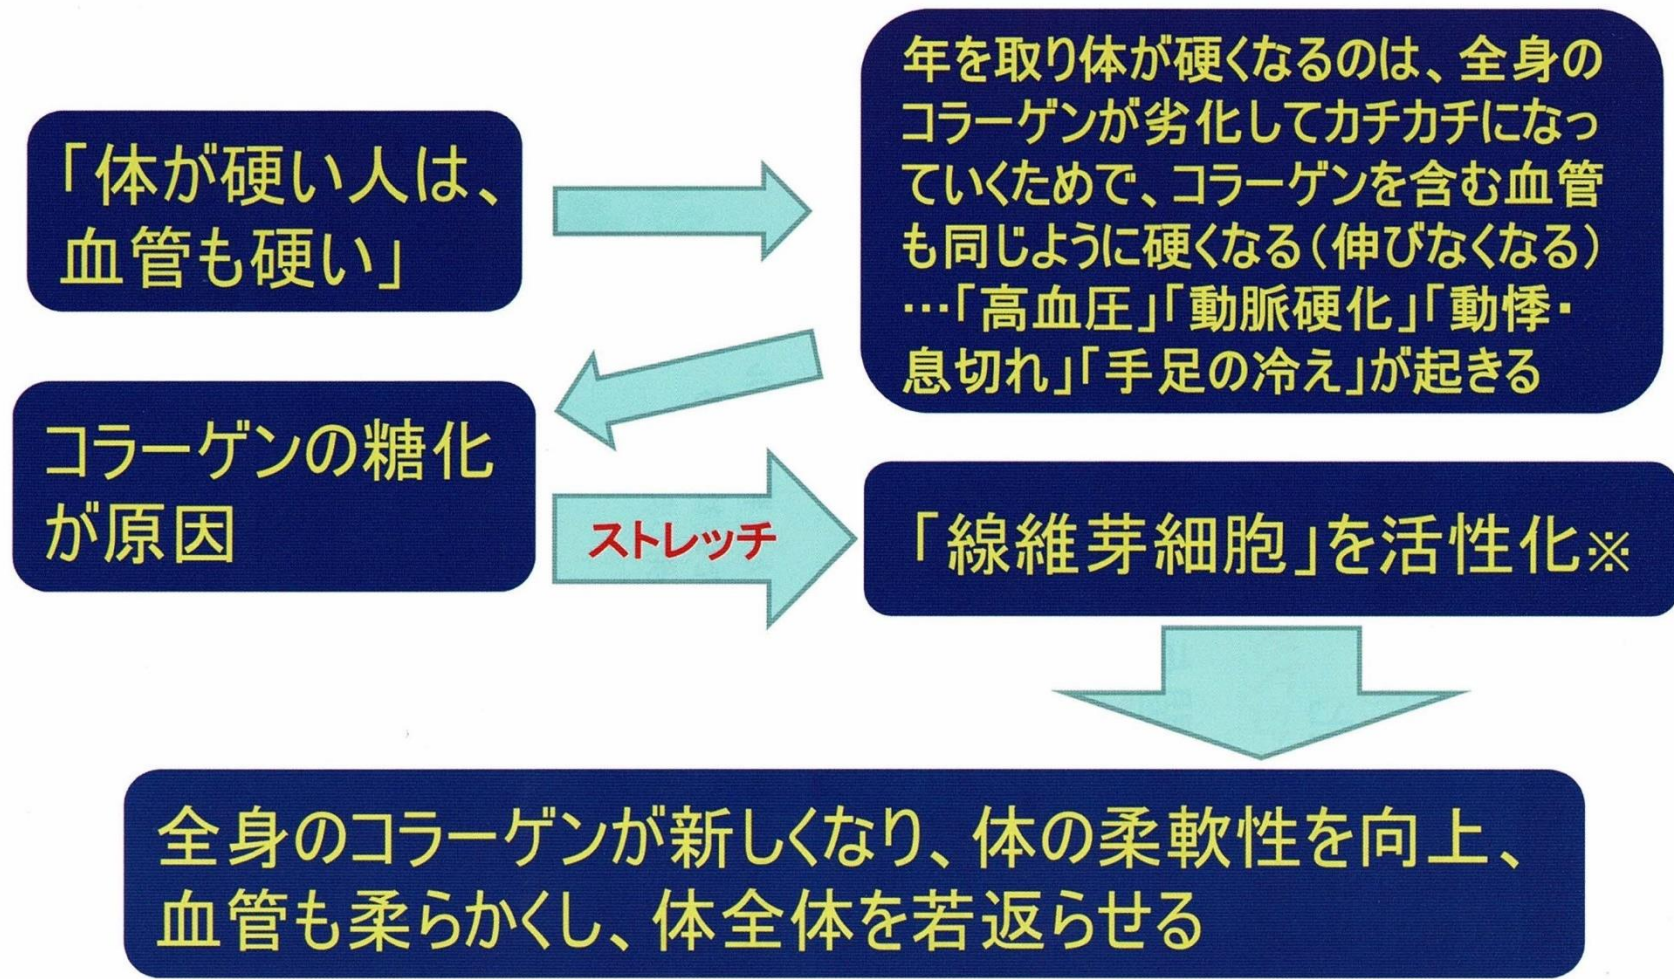 「体が硬い人は、
血管も硬い」
年を取り体が硬くなるのは、全身の
コラーゲンが劣化してカチカチになっ
ていくためで、コラーゲンを含む血管
も同じように硬くなる(伸びなくなる)
…「高血圧」「動脈硬化」「動悸・
息切れ」「手足の冷え」が起きる
コラーゲンの糖化
が原因
ストレッチ
「線維芽細胞」を活性化※
全身のコラーゲンが新しくなり、体の柔軟性を向上、
血管も柔らかくし、体全体を若返らせる